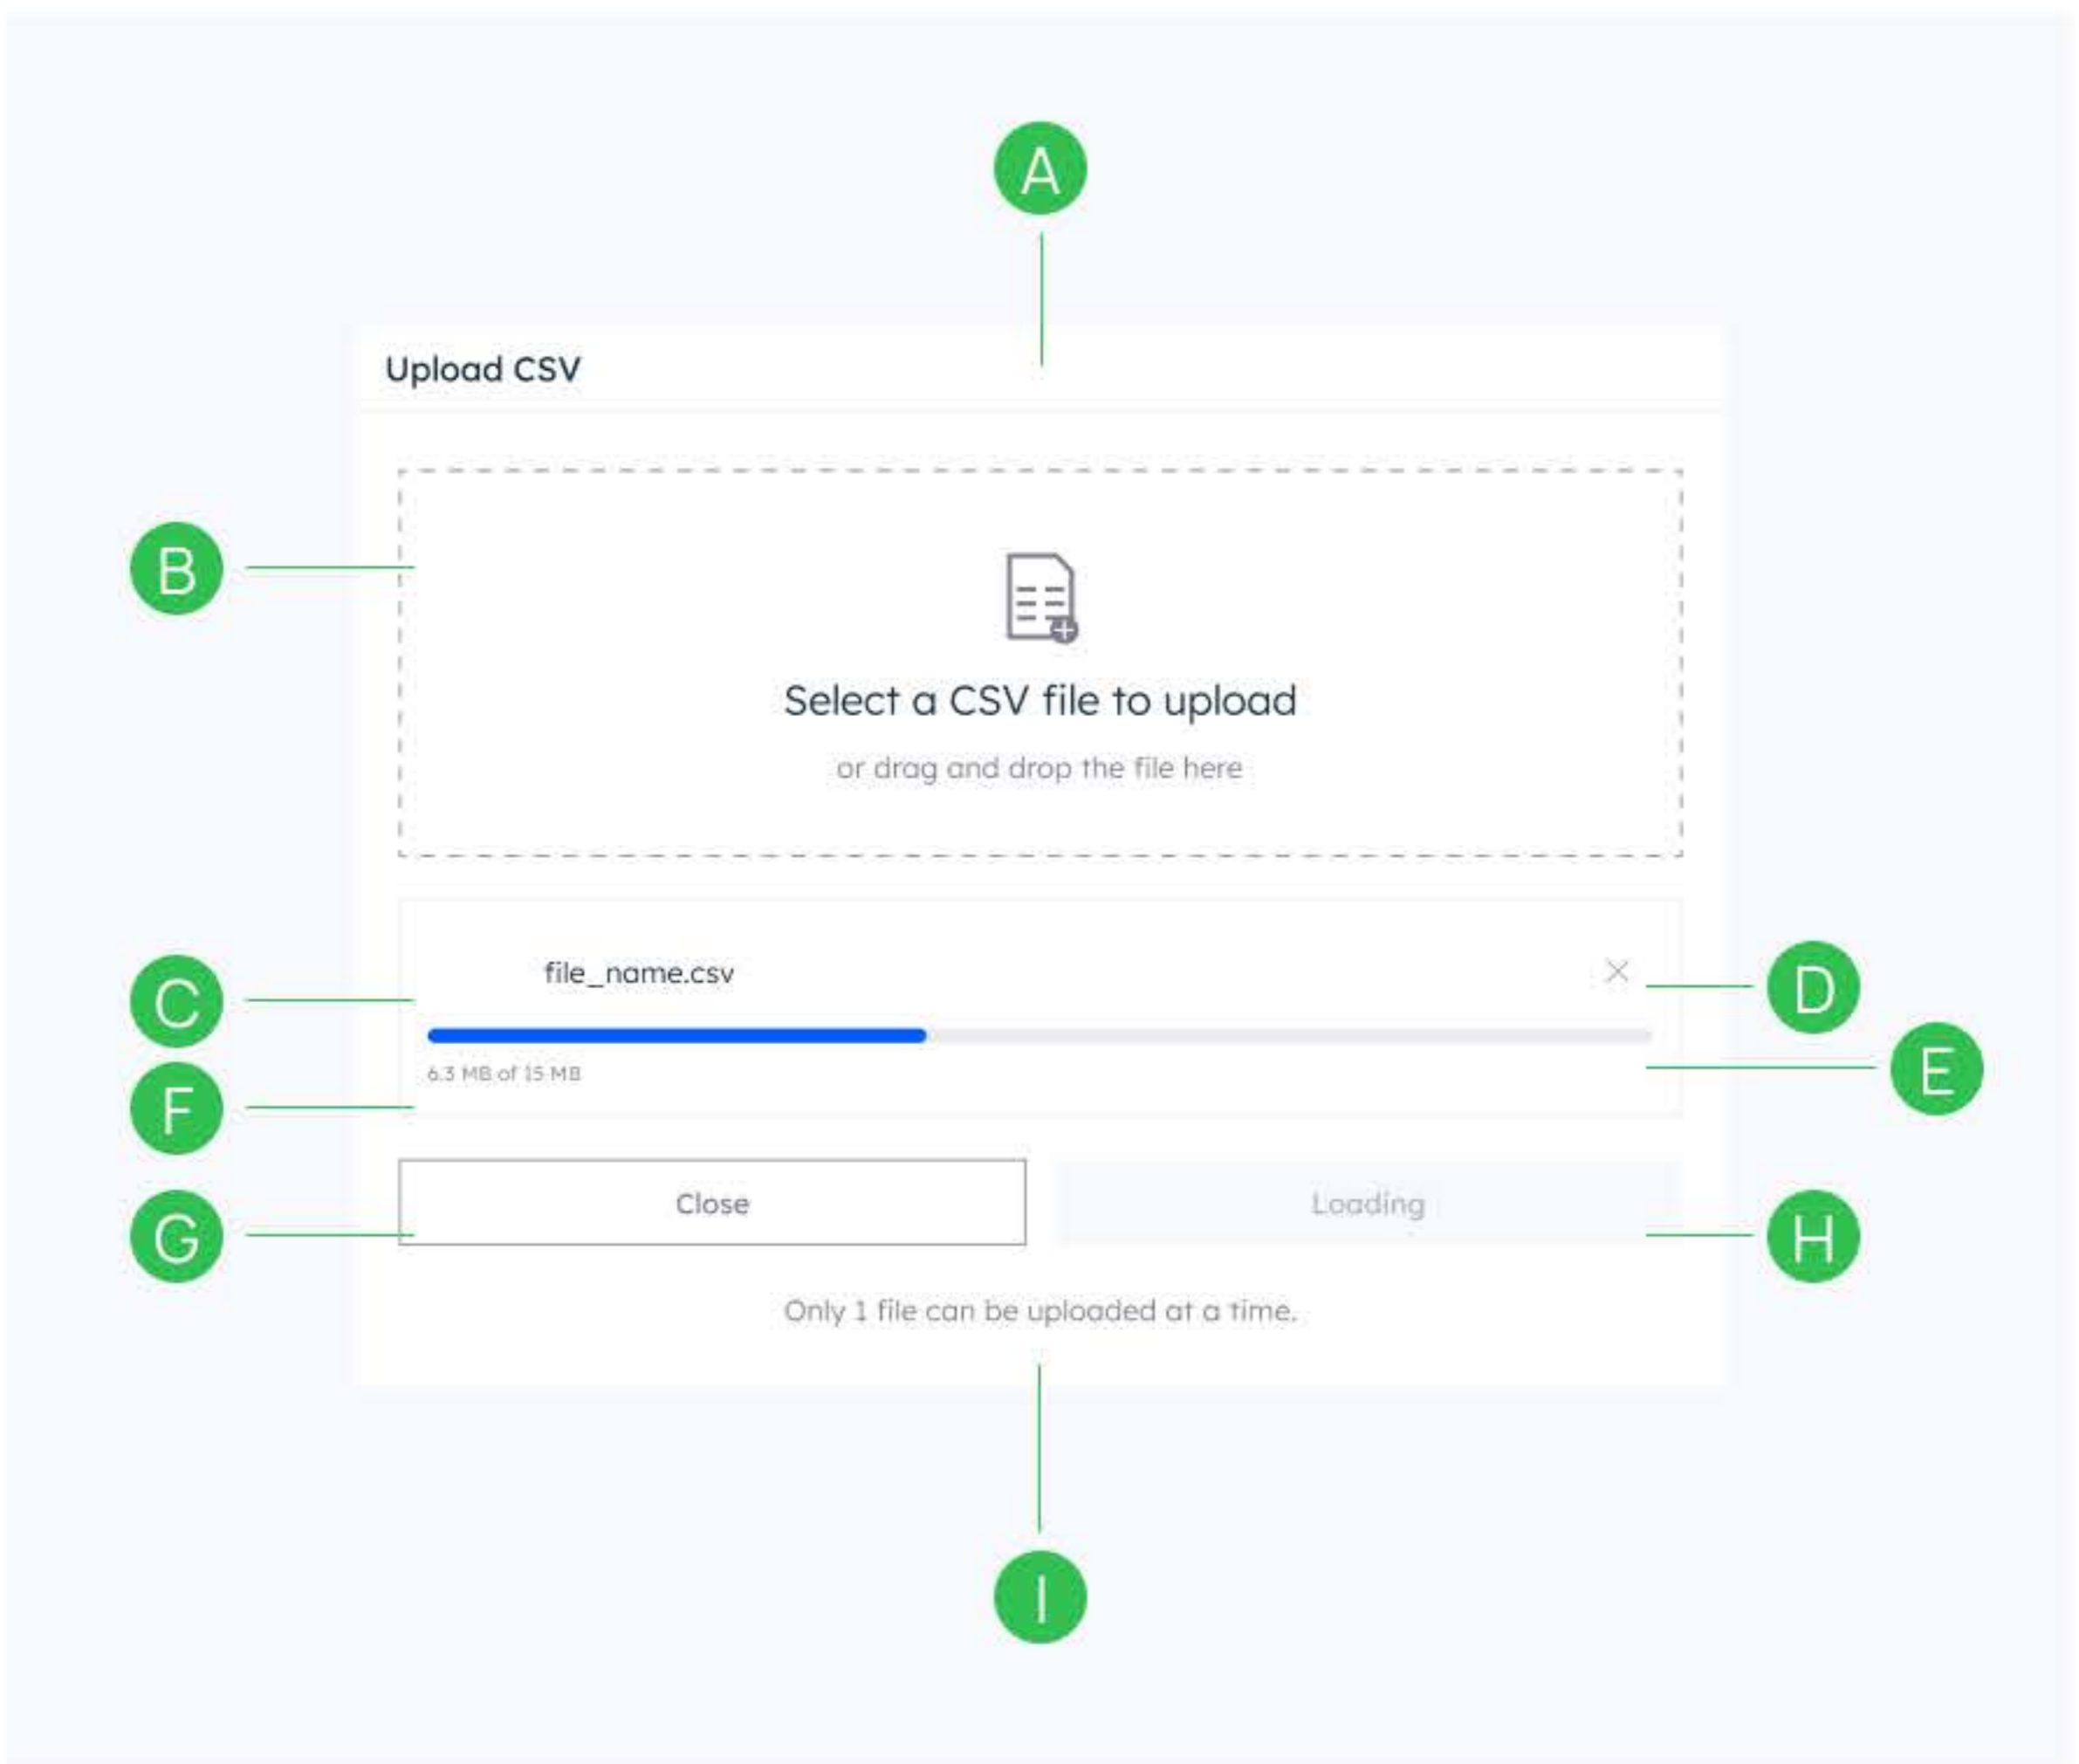 A
Upload CSV
B
Select a CSV file to upload
or drag and drop the file here
C
file_name.csv
D
E
6.3 MB of 15 MB
F
G
Close
Loading
H
Only 1 file can be uploaded at a time.
I